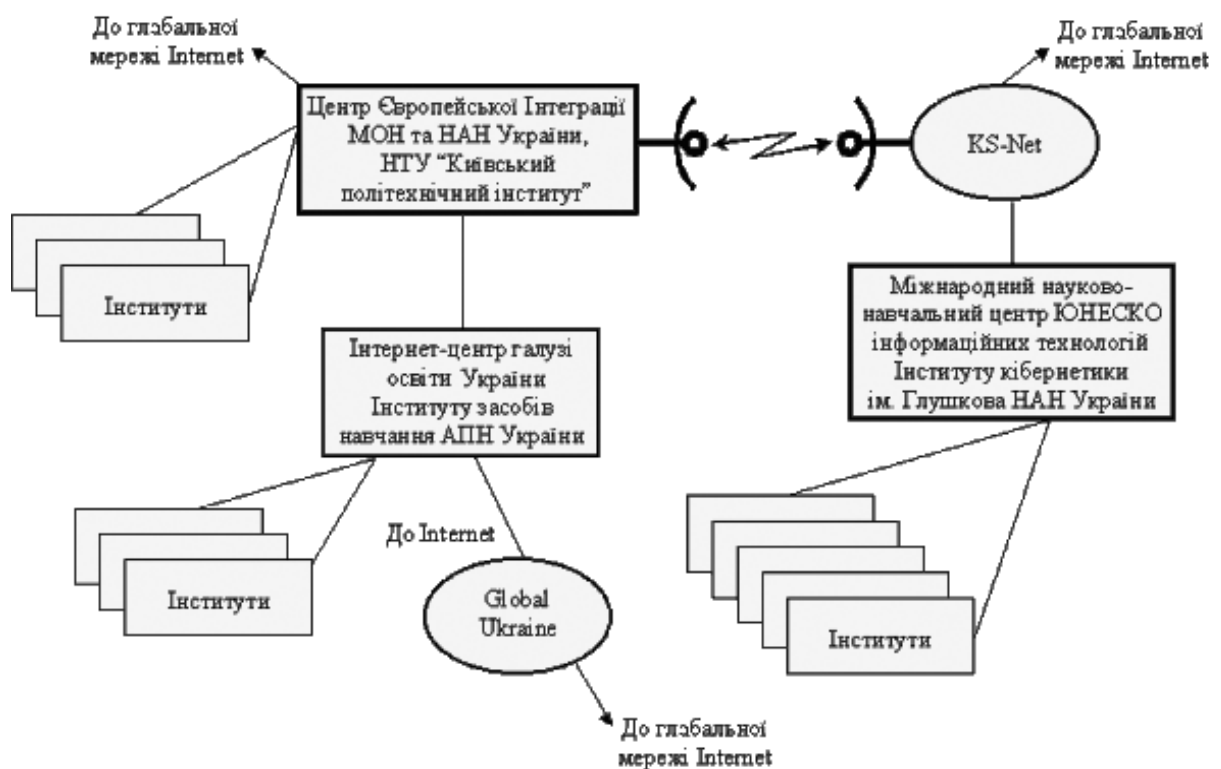 До глобальної
мережі Internet
До глобальної
мережі Internet
Центр Європейської Інтеграції
МОН та НАН України,
НТУ “Київський
політехнічний інститут”
KS-Net
Інститути
Міжнародний науково-
навчальний центр ЮНЕСКО
інформаційних технологій
Інституту кібернетики
ім. Глушкова НАН України
Інтернет-центр галузі
освіти України
Інституту засобів
навчання АПН України
До Internet
Інститути
Global
Ukraine
Інститути
До глобальної
мережі Internet